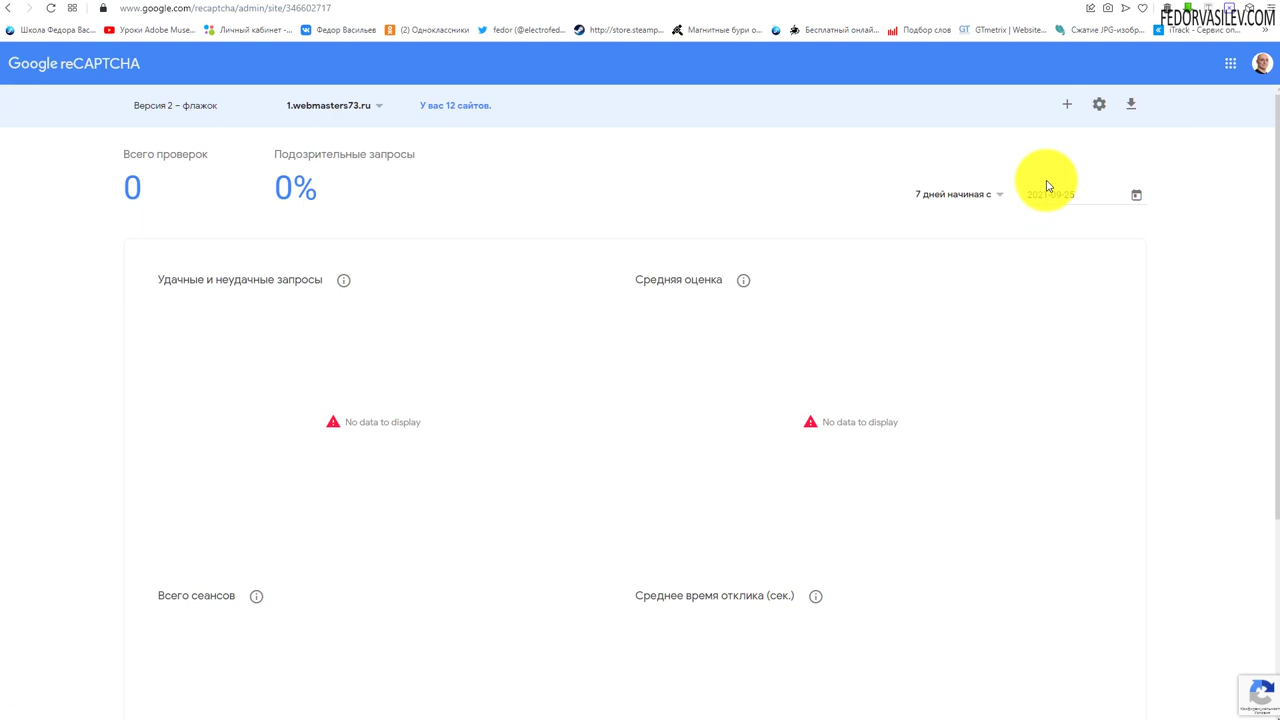 www.google.com/recaptcha/admin/site/346602717
FEDORVASILEV.COM
Школа Федора Вас... Уроки Adobe Muse... Личный кабинет -... Федор Васильев (2) Одноклассники fedor (@electrofed... http://store.steamp... Магнитные бури о... Бесплатный онлай... Подбор слов GTmetrix | Website... Сжатие JPG-изобр... iTrack - Сервис оп...
Google reCAPTCHA
Версия 2 – флажок 1.webmasters73.ru У вас 12 сайтов.
Всего проверок Подозрительные запросы
0 0%
7 дней начиная с 2021-09-25
Удачные и неудачные запросы Средняя оценка
No data to display No data to display
Всего сеансов Среднее время отклика (сек.)